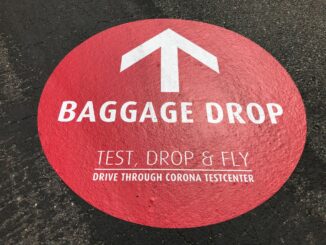 BAGGAGE DROP
TEST, DROP & FLY
DRIVE THROUGH CORONA TESTCENTER